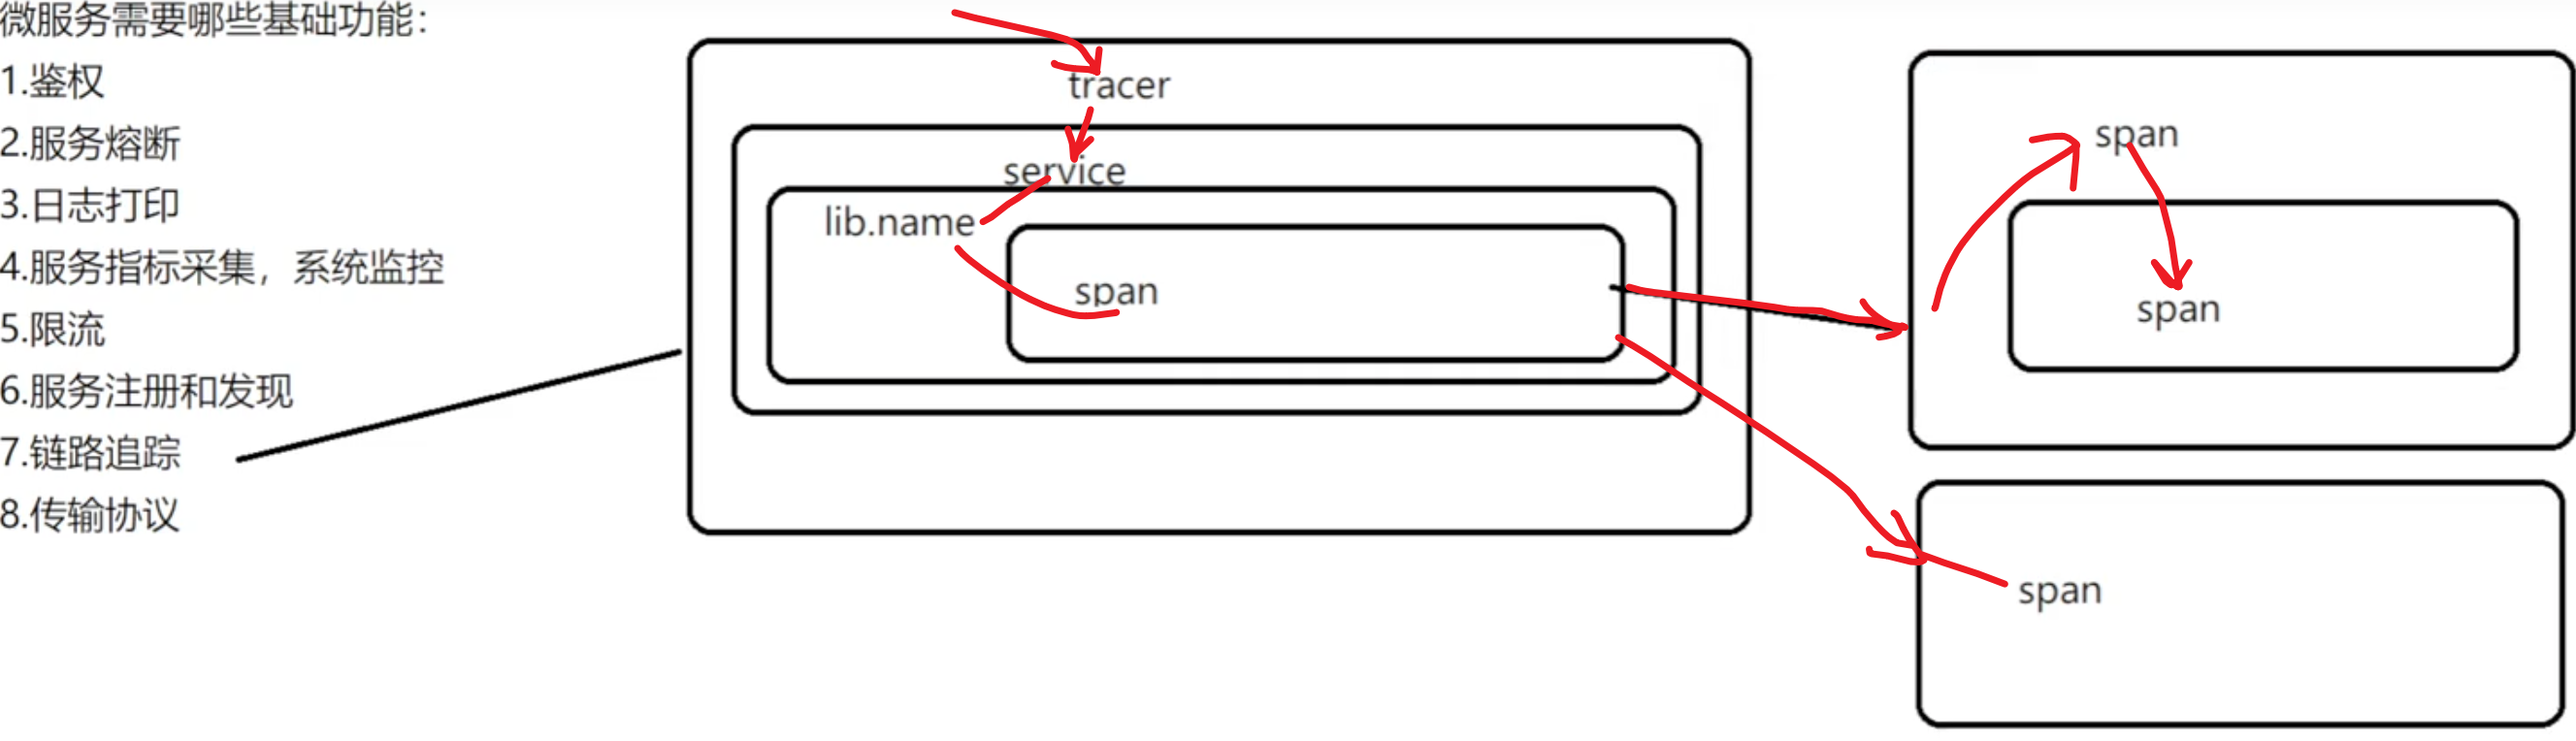 微服务需要哪些基础功能：
1.鉴权
2.服务熔断
3.日志打印
4.服务指标采集，系统监控
5.限流
6.服务注册和发现
7.链路追踪
8.传输协议
tracer
service
lib.name
span
span
span
span